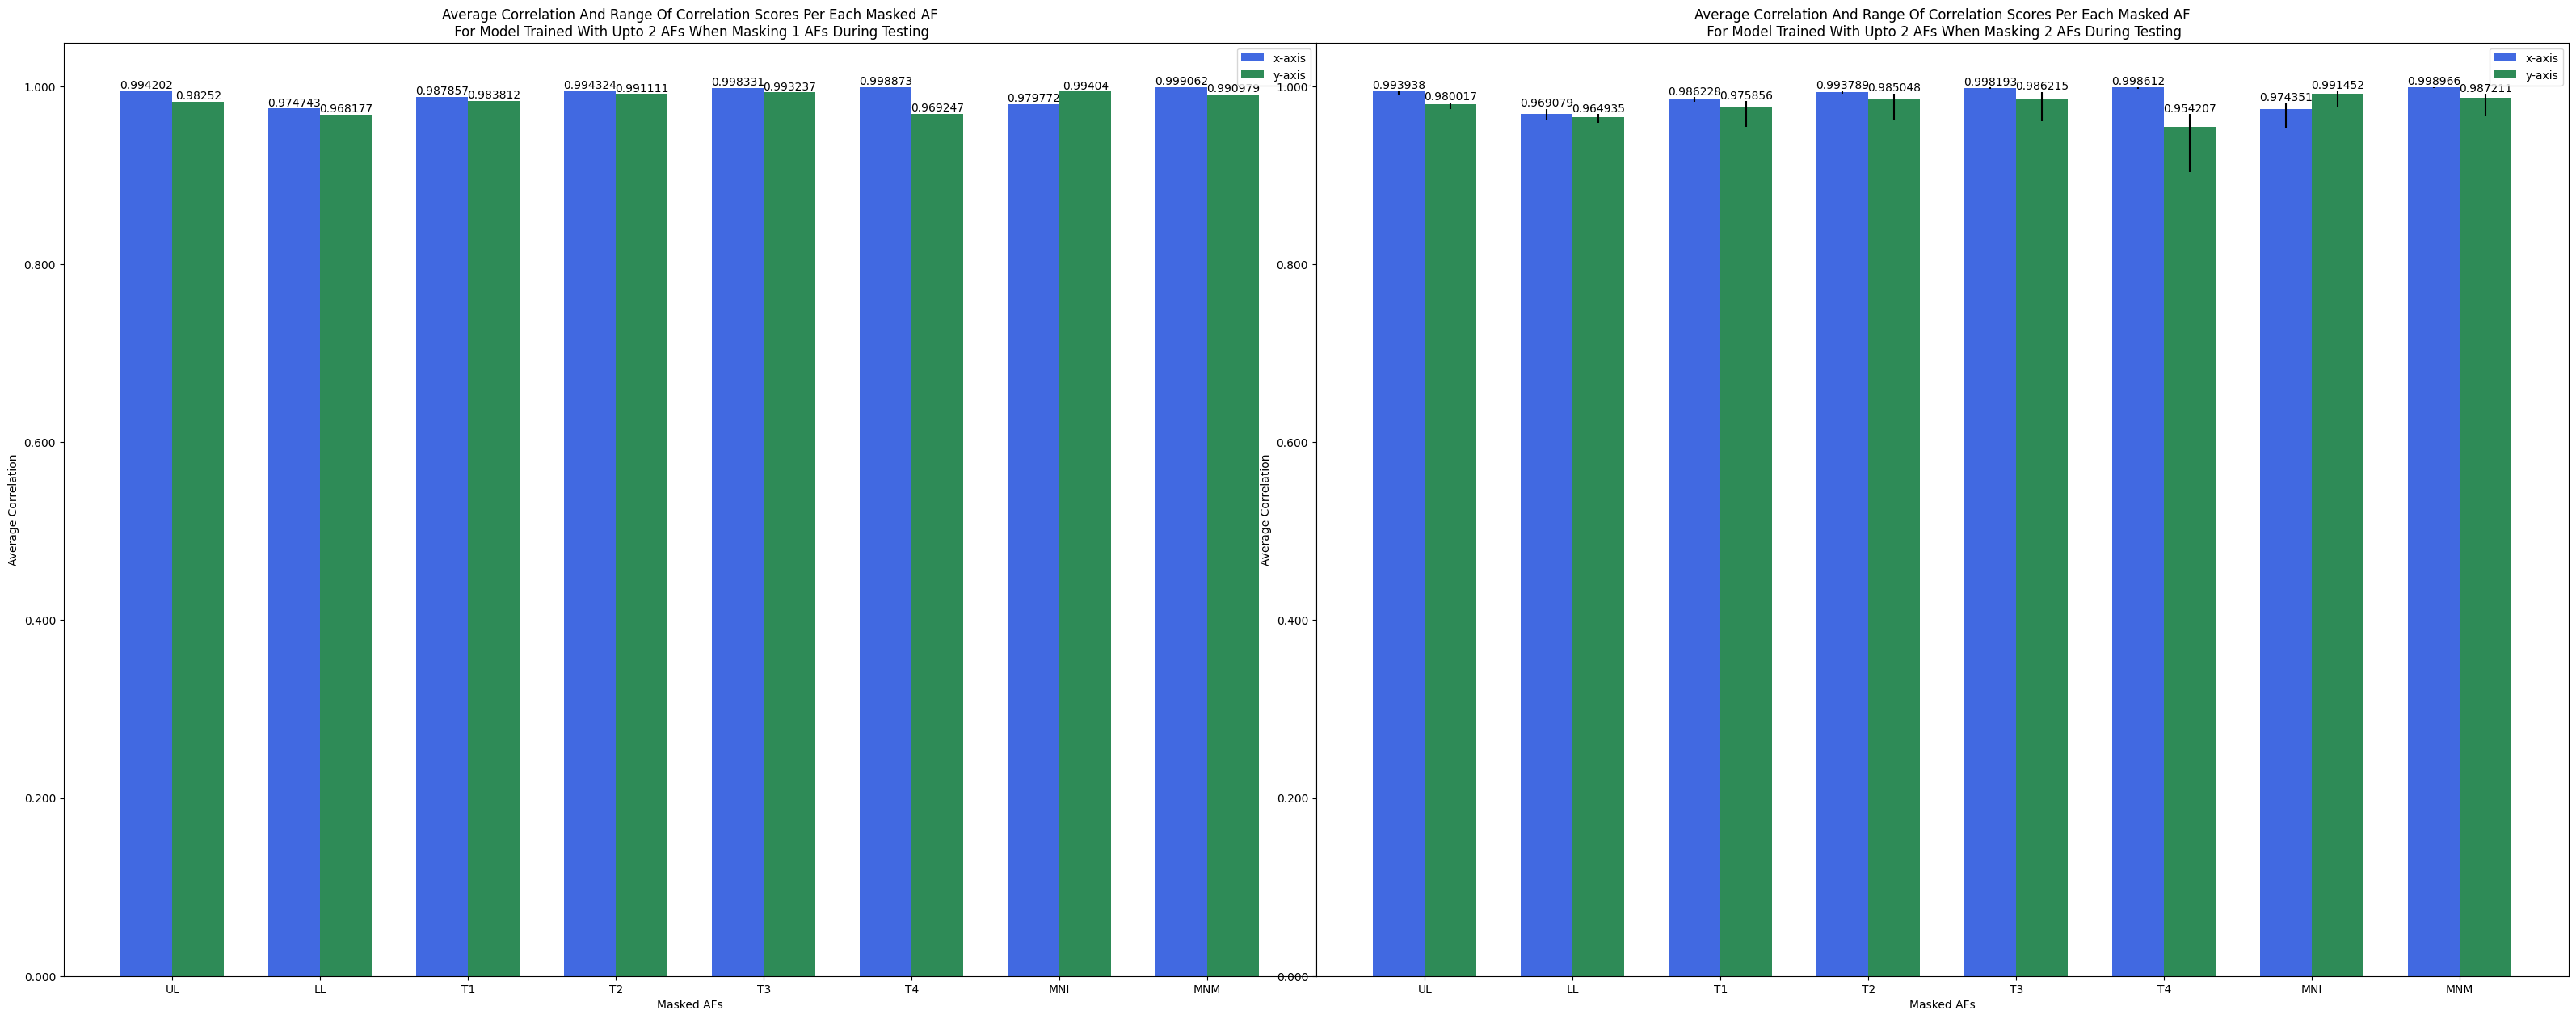 Average Correlation And Range Of Correlation Scores Per Each Masked AF
For Model Trained With Upto 2 AFs When Masking 1 AFs During Testing
x-axis
y-axis
1.000
0.800
0.600
0.400
0.200
0.000
Average Correlation
0.994202
0.98252
0.974743
0.968177
0.987857
0.983812
0.994324
0.991111
0.998331
0.993237
0.998873
0.969247
0.979772
0.99404
0.999062
0.990979
UL
LL
T1
T2
T3
T4
MNI
MNM
Masked AFs
Average Correlation And Range Of Correlation Scores Per Each Masked AF
For Model Trained With Upto 2 AFs When Masking 2 AFs During Testing
x-axis
y-axis
1.000
0.800
0.600
0.400
0.200
0.000
Average Correlation
0.993938
0.980017
0.969079
0.964935
0.986228
0.975856
0.993789
0.985048
0.998193
0.986215
0.998612
0.954207
0.974351
0.991452
0.998966
0.987211
UL
LL
T1
T2
T3
T4
MNI
MNM
Masked AFs